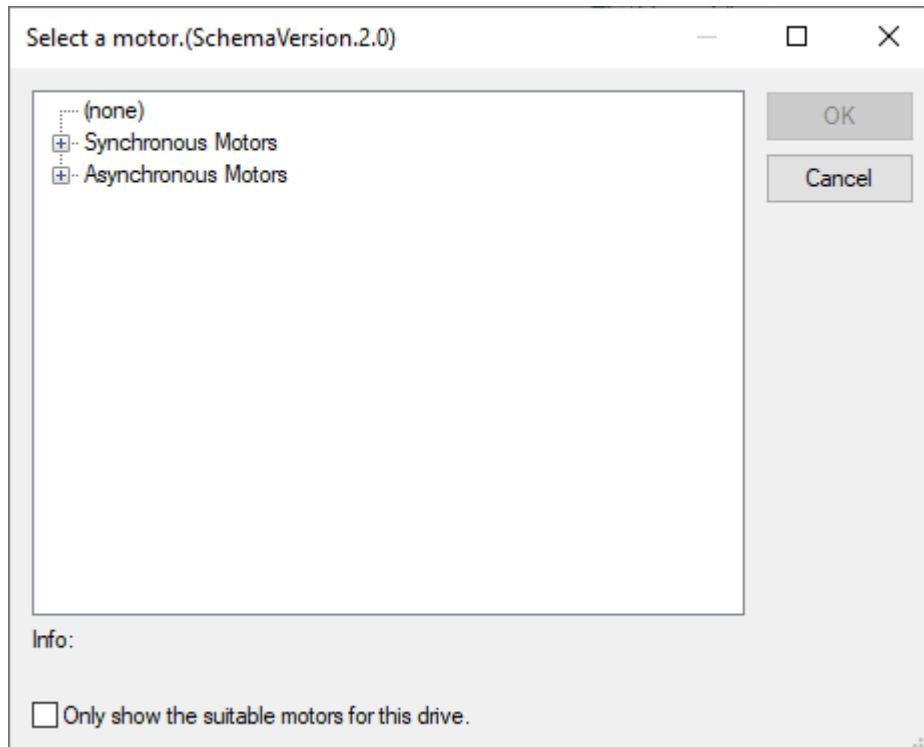 Select a motor.(SchemaVersion.2.0)
(none)
OK
Synchronous Motors
Asynchronous Motors
Cancel
Info:
Only show the suitable motors for this drive.